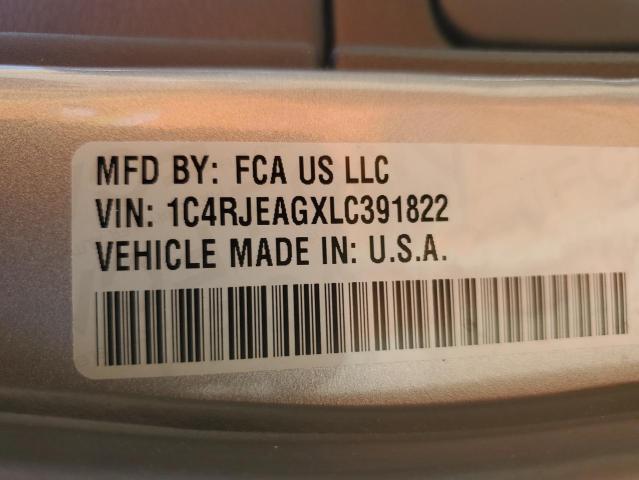 MFD BY: FCA US LLC
VIN: 1C4RJEAGXLC391822
VEHICLE MADE IN: U.S.A.